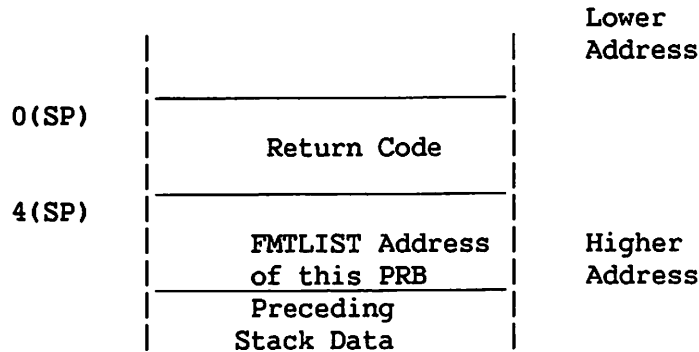 Lower
Address
0(SP)
Return Code
4(SP)
FMTLIST Address
of this PRB
Higher
Address
Preceding
Stack Data